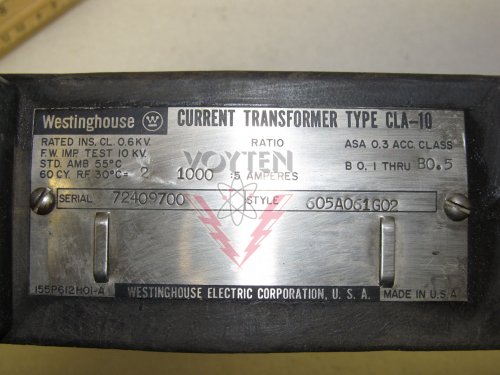 Westinghouse W CURRENT TRANSFORMER TYPE CLA-10
RATED INS. CL. 0.6 KV. RATIO ASA 0.3 ACC. CLASS
F.W. IMP TEST 10 KV.
STD. AMB 55°C VOYTEN B 0.1 THRU B0.5
60 CY. RF 30°C= 2 1000 :5 AMPERES
SERIAL 72409700 STYLE 605A061G02
155P612H01-A WESTINGHOUSE ELECTRIC CORPORATION, U. S. A. MADE IN U.S.A